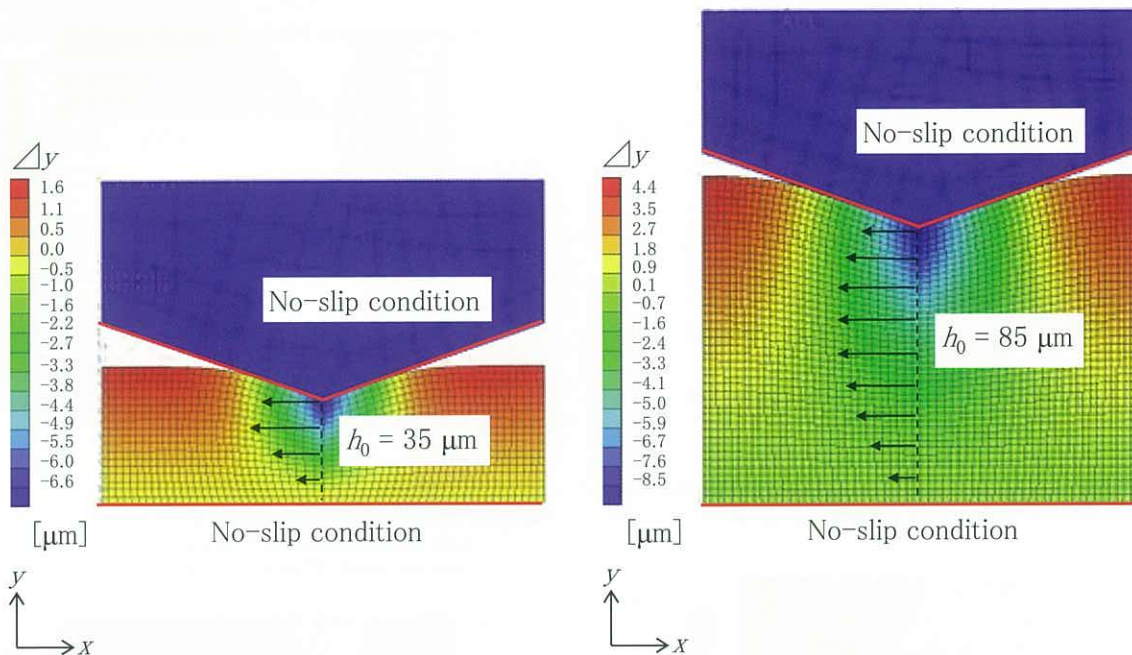 △y
1.6
1.1
0.5
0.0
-0.5
-1.0
-1.6
-2.2
-3.3
-3.8
-4.4
-4.9
-5.5
-6.0
-6.6
[μm]
No-slip condition
h₀ = 35 μm
No-slip condition
y
x
△y
4.4
3.5
2.7
1.8
0.9
0.1
-0.7
-1.6
-2.4
-3.3
-4.1
-5.0
-6.7
-7.6
-8.5
[μm]
No-slip condition
h₀ = 85 μm
No-slip condition
y
x